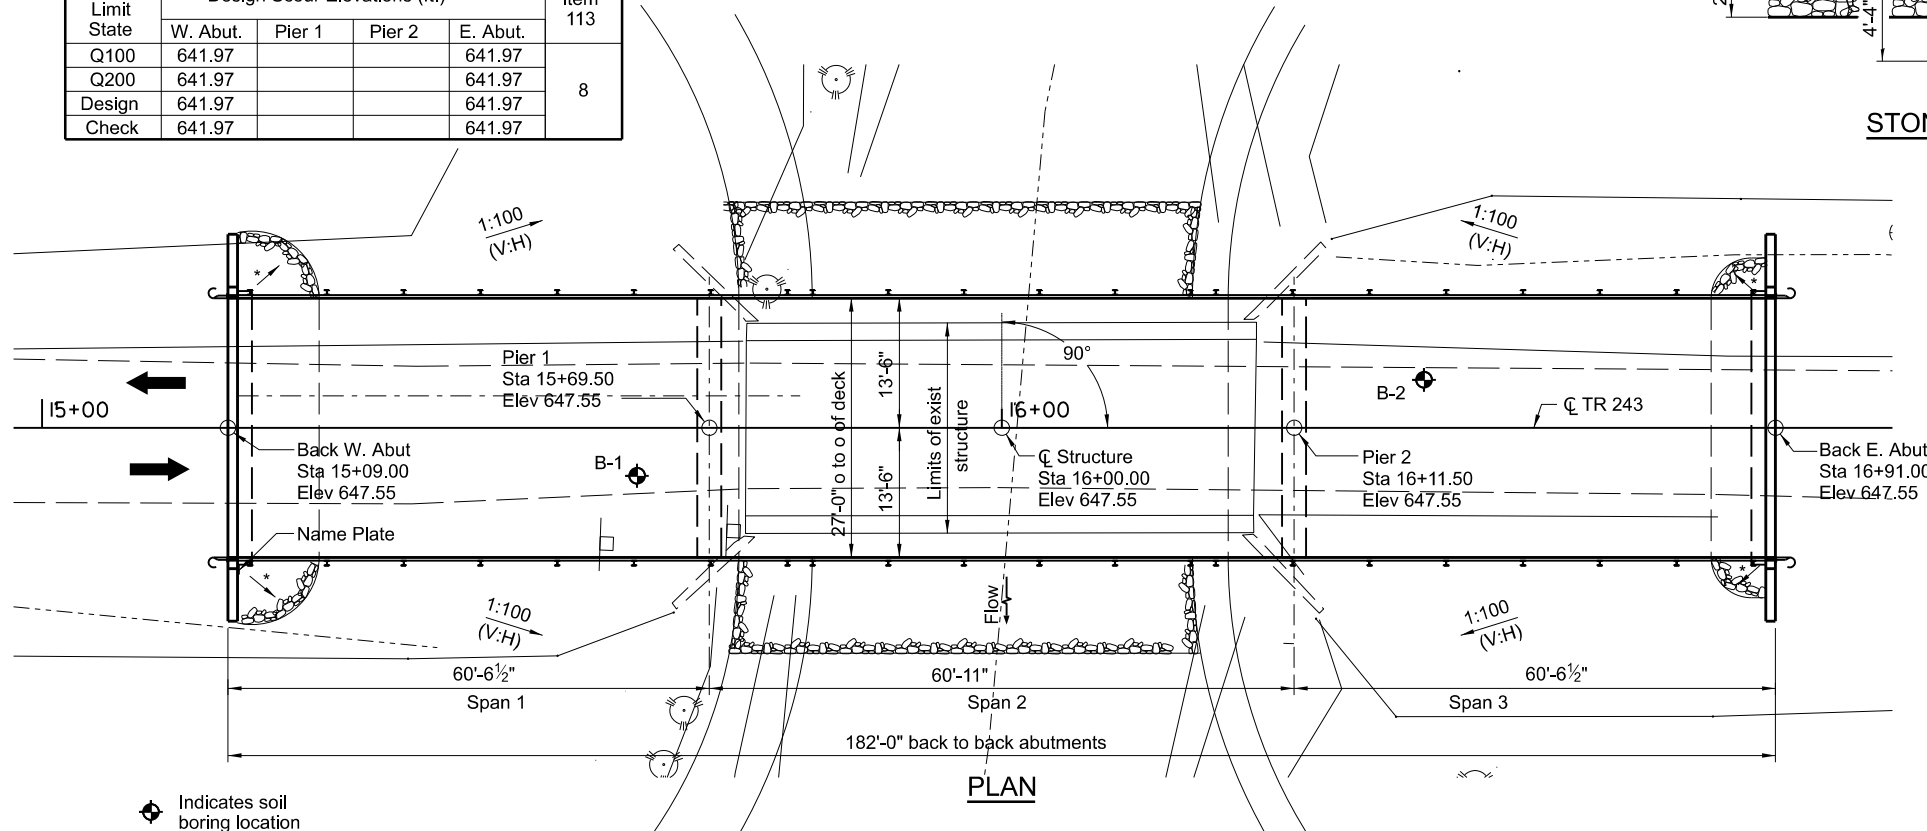 Design Scour Elevations (ft.)
Limit
State
Item
113
W. Abut. Pier 1 Pier 2 E. Abut.
Q100 641.97 641.97
Q200 641.97 641.97
8
Design 641.97 641.97
Check 641.97 641.97
4'-4"
STON
1:100
(V:H)
1:100
(V:H)
*
*
Pier 1
Sta 15+69.50
Elev 647.55
27'-0" o to o of deck
13'-6"
13'-6"
Limits of exist
structure
90°
B-2
15+00
16+00
℄ TR 243
Back W. Abut
Sta 15+09.00
Elev 647.55
B-1
℄ Structure
Sta 16+00.00
Elev 647.55
Pier 2
Sta 16+11.50
Elev 647.55
Back E. Abut
Sta 16+91.00
Elev 647.55
Name Plate
*
*
1:100
(V:H)
Flow
1:100
(V:H)
60'-6½"
60'-11"
60'-6½"
Span 1
Span 2
Span 3
182'-0" back to back abutments
PLAN
Indicates soil
boring location